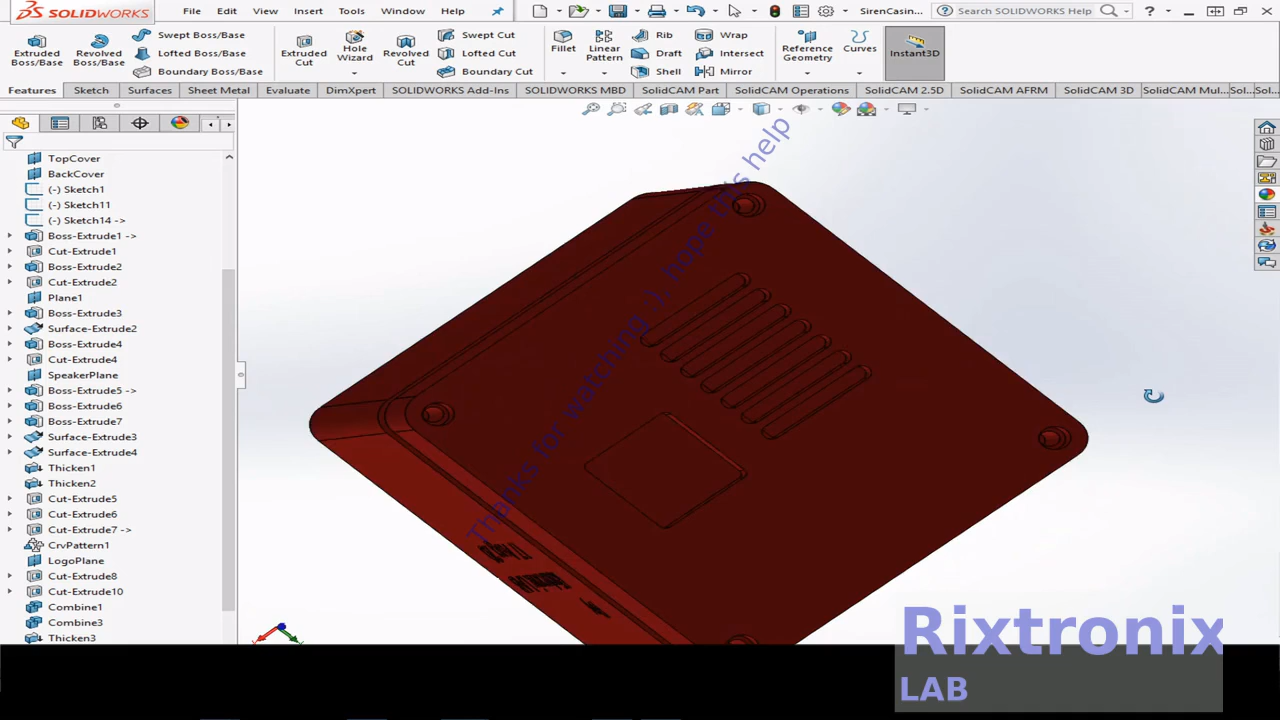 SOLIDWORKS
File Edit View Insert Tools Window Help
SirenCasin...
Search SOLIDWORKS Help
Extruded Boss/Base
Revolved Boss/Base
Swept Boss/Base
Lofted Boss/Base
Boundary Boss/Base
Extruded Cut
Hole Wizard
Revolved Cut
Swept Cut
Lofted Cut
Boundary Cut
Fillet
Linear Pattern
Rib
Draft
Shell
Wrap
Intersect
Mirror
Reference Geometry
Curves
Instant3D
Features Sketch Surfaces Sheet Metal Evaluate DimXpert SOLIDWORKS Add-Ins SOLIDWORKS MBD SolidCAM Part SolidCAM Operations SolidCAM 2.5D SolidCAM AFRM SolidCAM 3D SolidCAM Mul... Sol... Sol...
TopCover
BackCover
(-) Sketch1
(-) Sketch11
(-) Sketch14 ->
Boss-Extrude1 ->
Cut-Extrude1
Boss-Extrude2
Cut-Extrude2
Plane1
Boss-Extrude3
Surface-Extrude2
Boss-Extrude4
Cut-Extrude4
SpeakerPlane
Boss-Extrude5 ->
Boss-Extrude6
Boss-Extrude7
Surface-Extrude3
Surface-Extrude4
Thicken1
Thicken2
Cut-Extrude5
Cut-Extrude6
Cut-Extrude7 ->
CrvPattern1
LogoPlane
Cut-Extrude8
Cut-Extrude10
Combine1
Combine3
Thicken3
Thanks for watching :), hope this help
Rixtronix
LAB